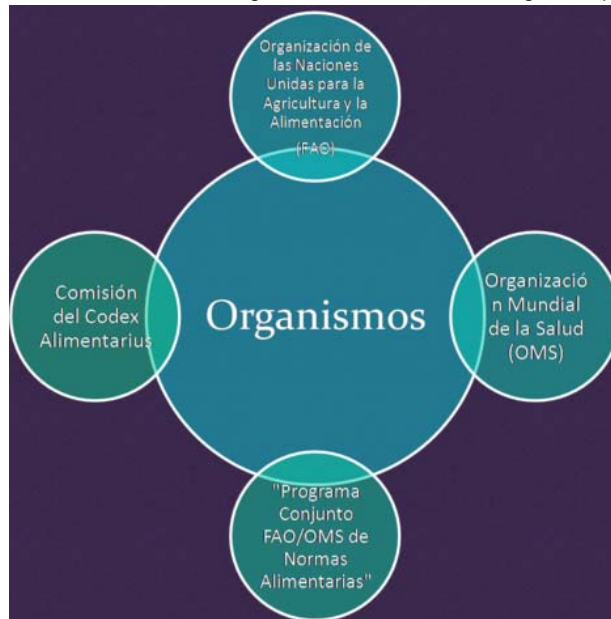 Organización de
las Naciones
Unidas para la
Agricultura y la
Alimentación
(FAO)
Comisión
del Codex
Alimentarius
Organismos
Organizació
n Mundial
de la Salud
(OMS)
"Programa
Conjunto
FAO/OMS de
Normas
Alimentarias"